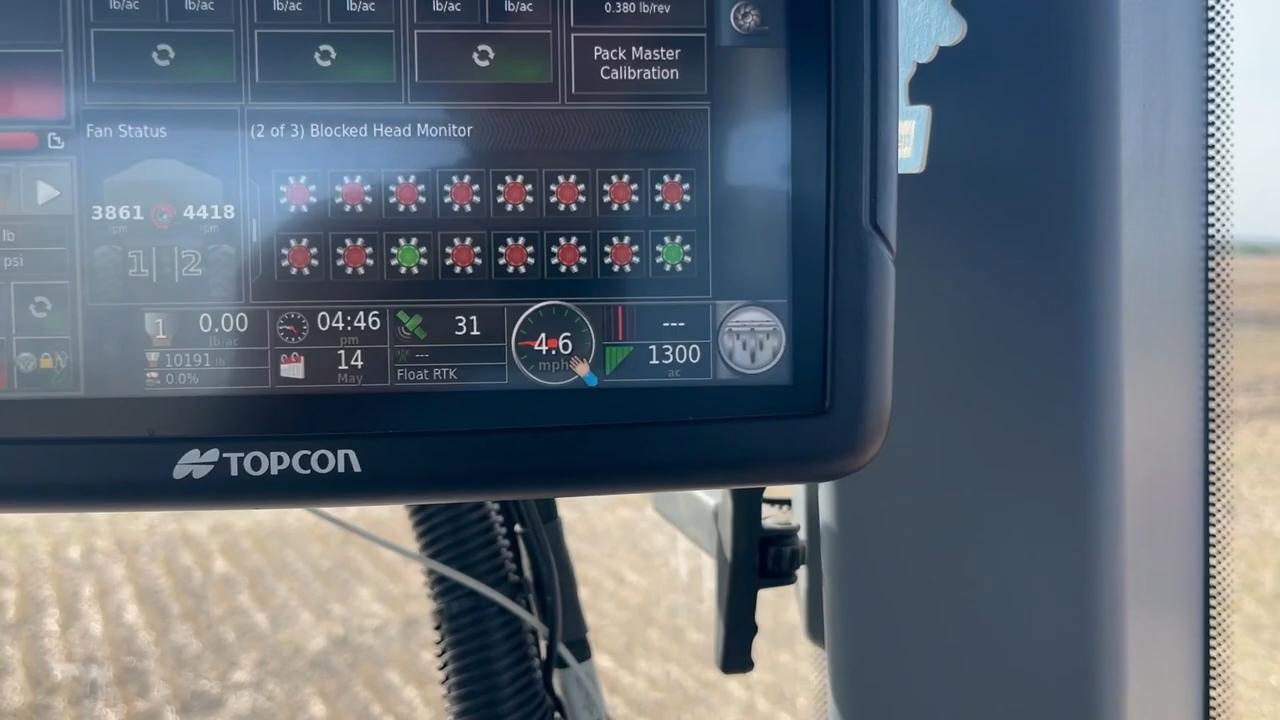 lb/ac lb/ac lb/ac lb/ac lb/ac lb/ac 0.380 lb/rev
Pack Master
Calibration
Fan Status
(2 of 3) Blocked Head Monitor
3861 4418
rpm rpm
lb
psi
1 2
1 0.00
lb/ac
10191 lb
0.0%
04:46
pm
14
May
31
---
Float RTK
4.6
mph
---
1300
ac
TOPCON